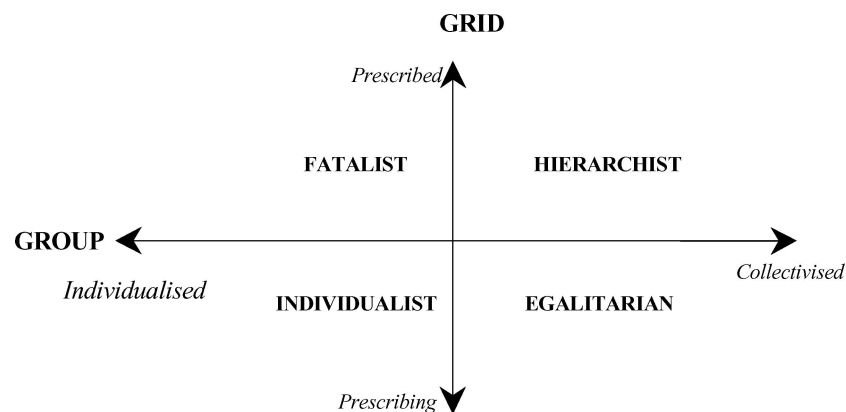 GRID
Prescribed
FATALIST HIERARCHIST
GROUP
Individualised
Collectivised
INDIVIDUALIST EGALITARIAN
Prescribing